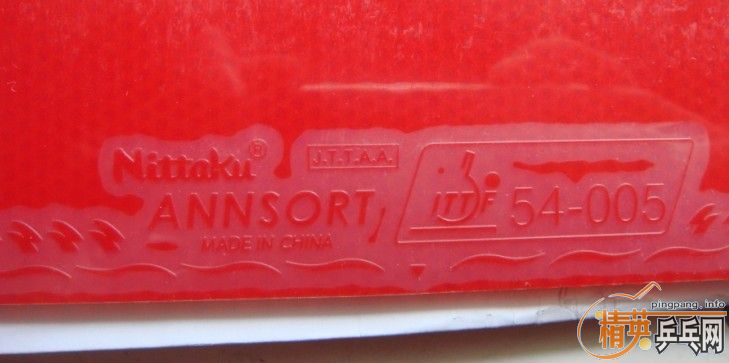 Nittaku®
J.T.T.A.A.
ANNSORT
MADE IN CHINA
ITTF 54-005
pingpang.info
精英乒乓网